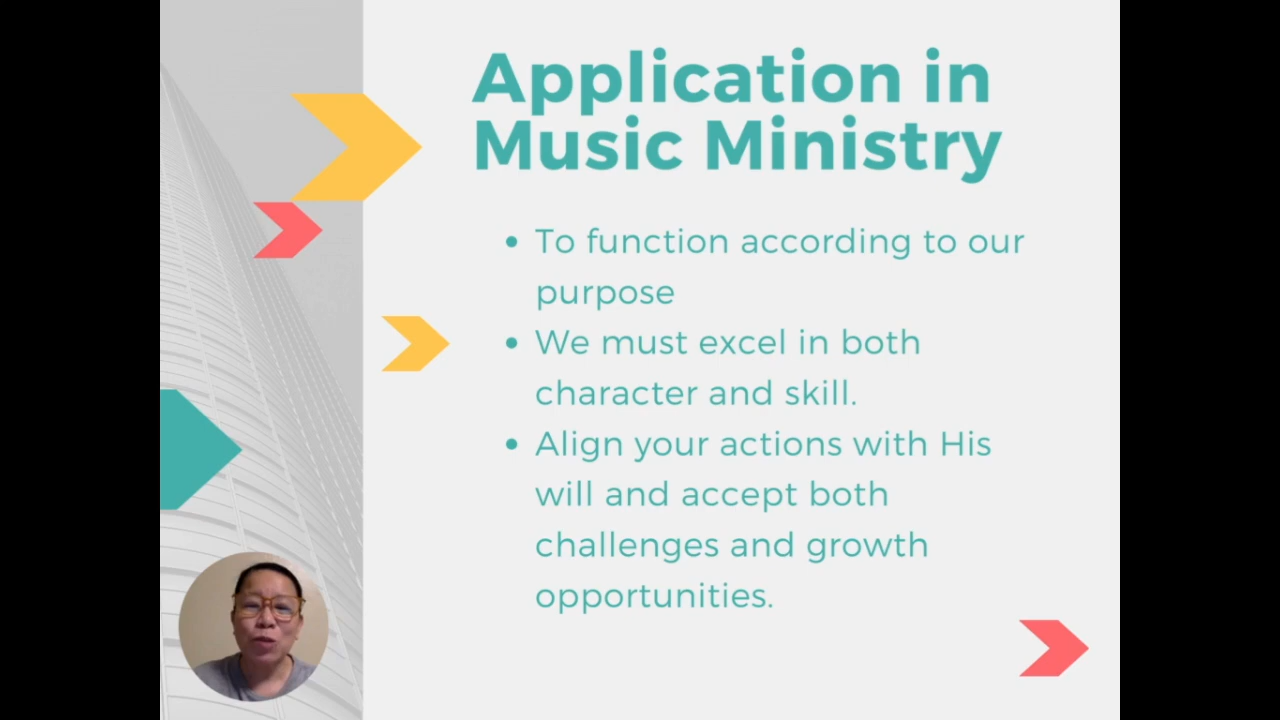 Application in
Music Ministry
• To function according to our
purpose
• We must excel in both
character and skill.
• Align your actions with His
will and accept both
challenges and growth
opportunities.